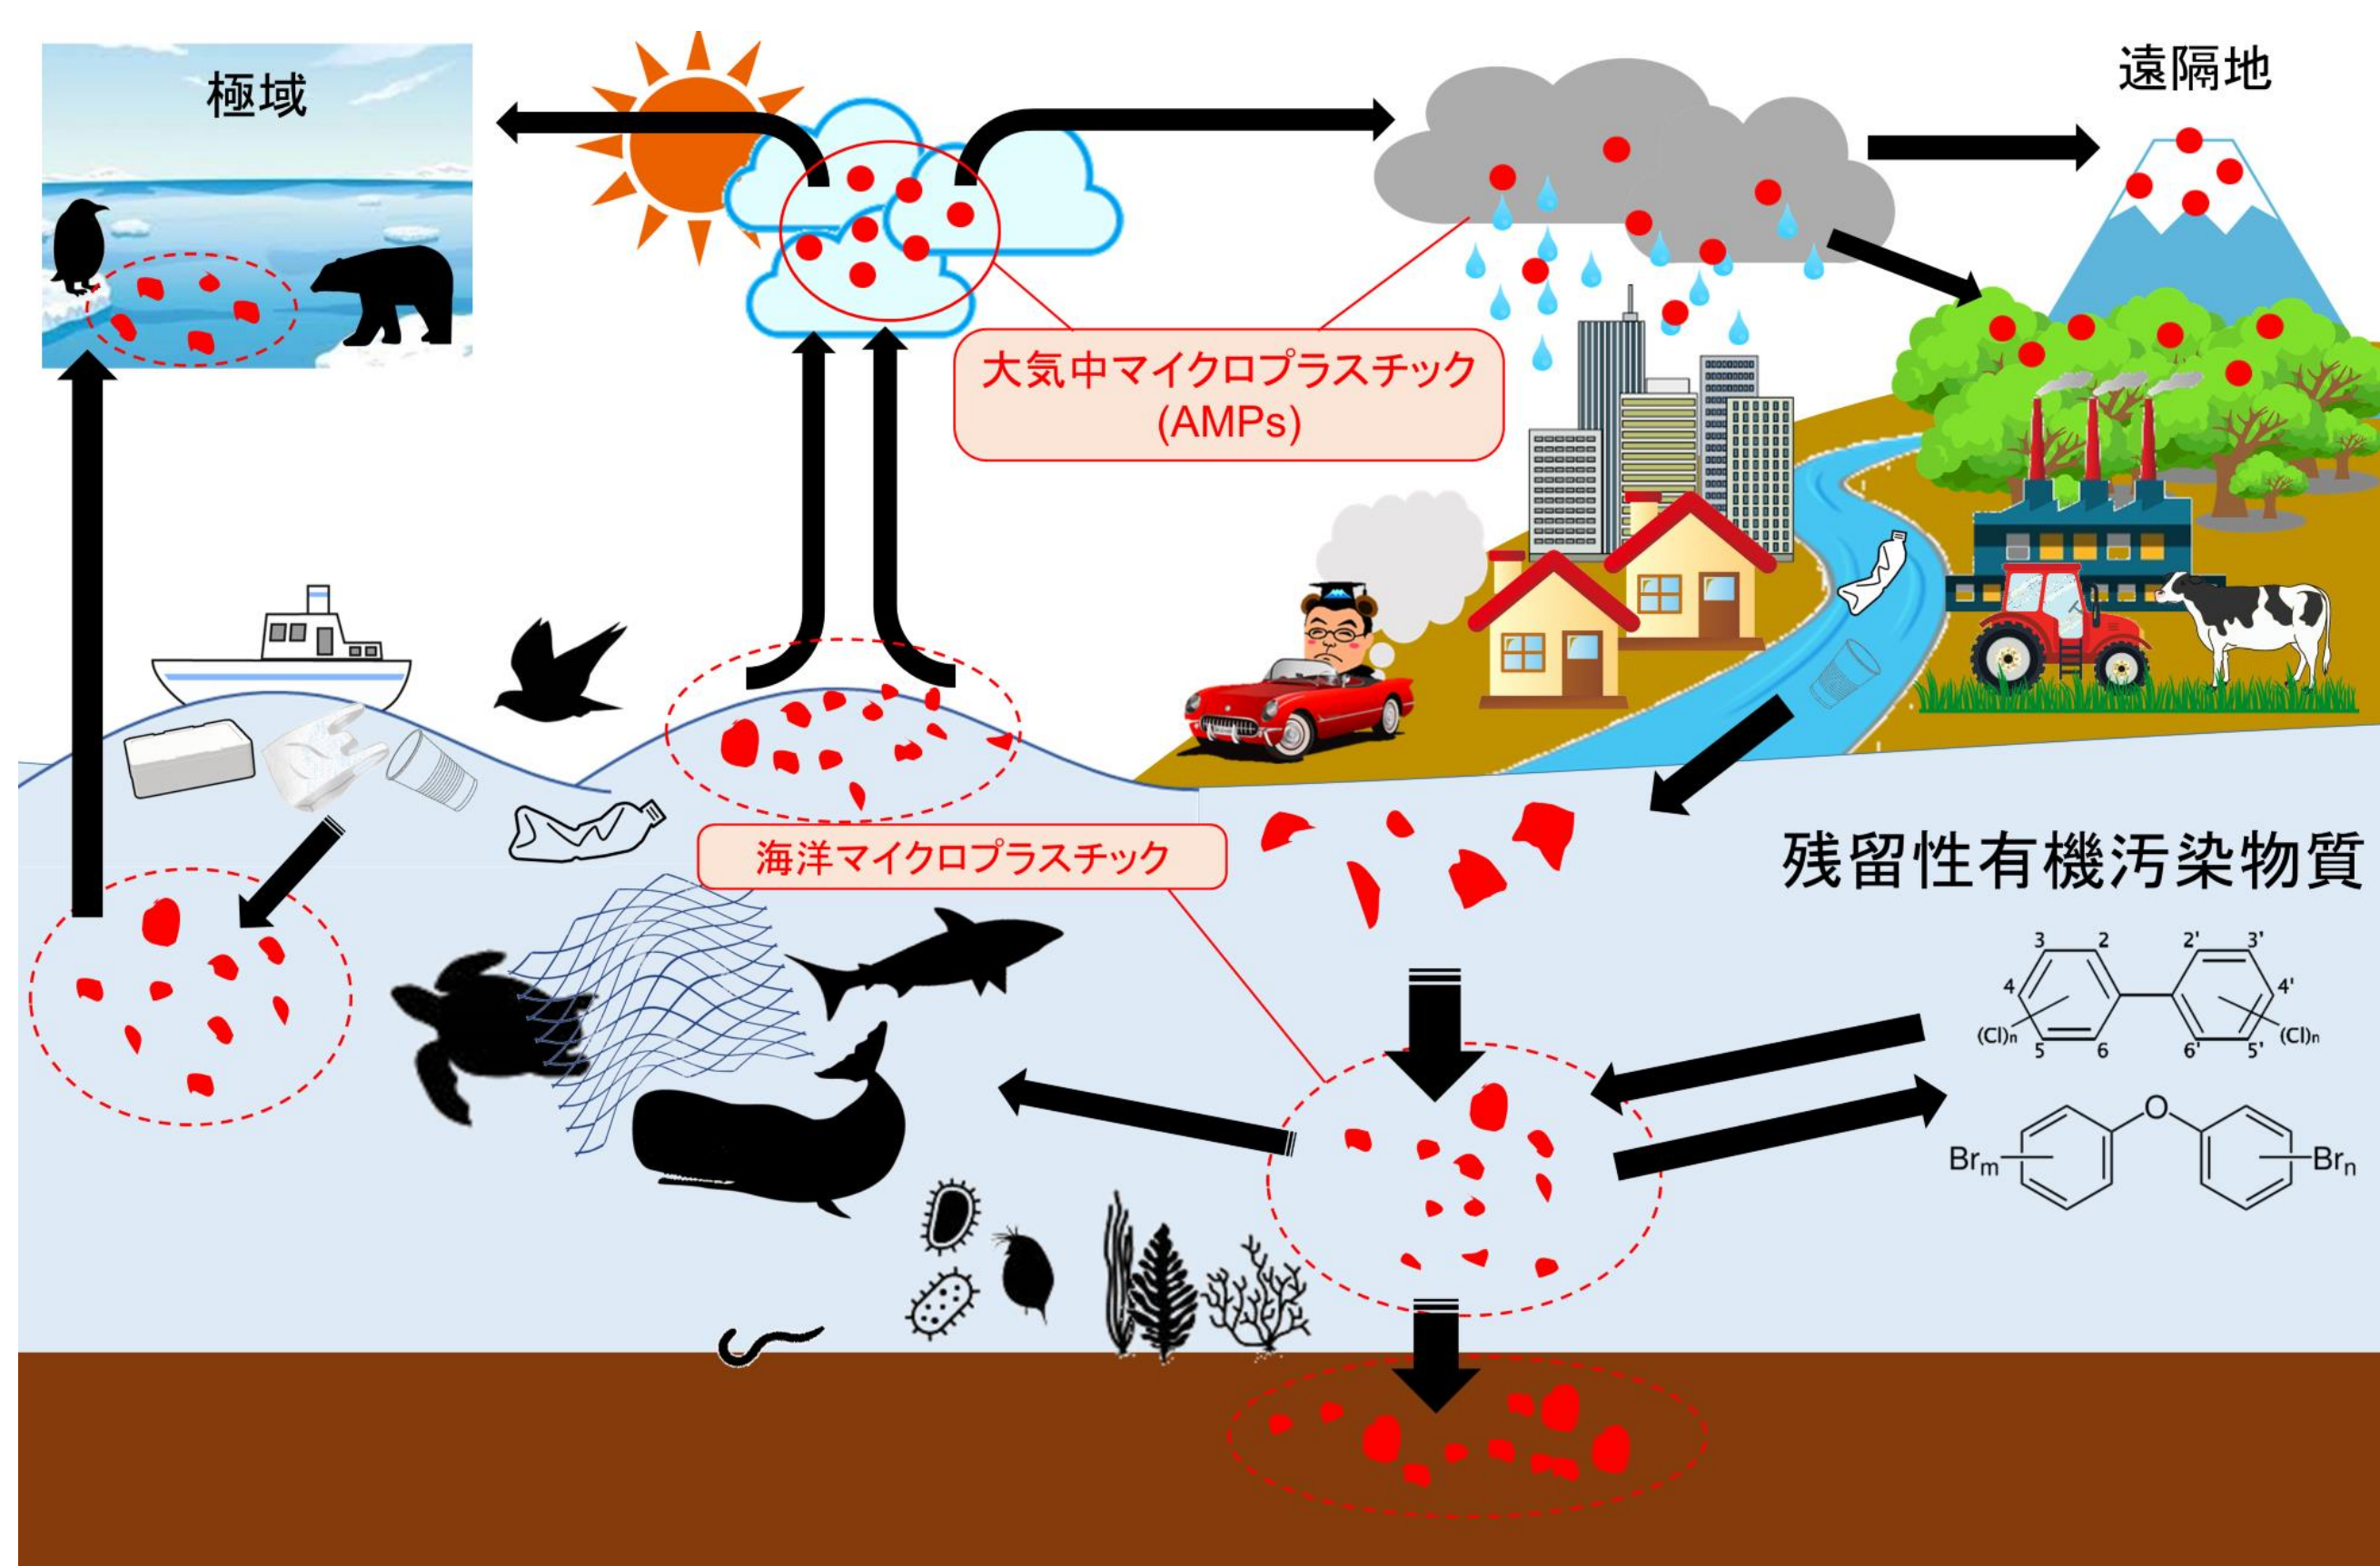 極域
遠隔地
大気中マイクロプラスチック
(AMPs)
海洋マイクロプラスチック
残留性有機汚染物質
3 2 2' 3'
4 4'
(Cl)n (Cl)n
5 6 6' 5'
O
Brm Brn